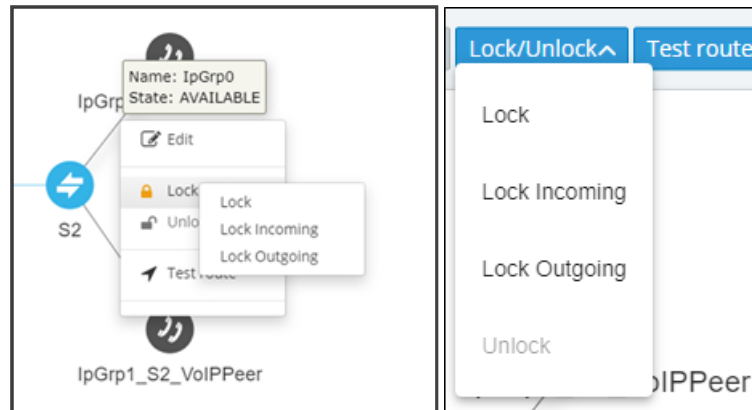 Name: IpGrp0
State: AVAILABLE
IpGrp
Edit
Lock
Unlo
Lock
Lock Incoming
Lock Outgoing
Test route
S2
IpGrp1_S2_VoIPPeer
Lock/Unlock
Test route
Lock
Lock Incoming
Lock Outgoing
Unlock
oIPPeer